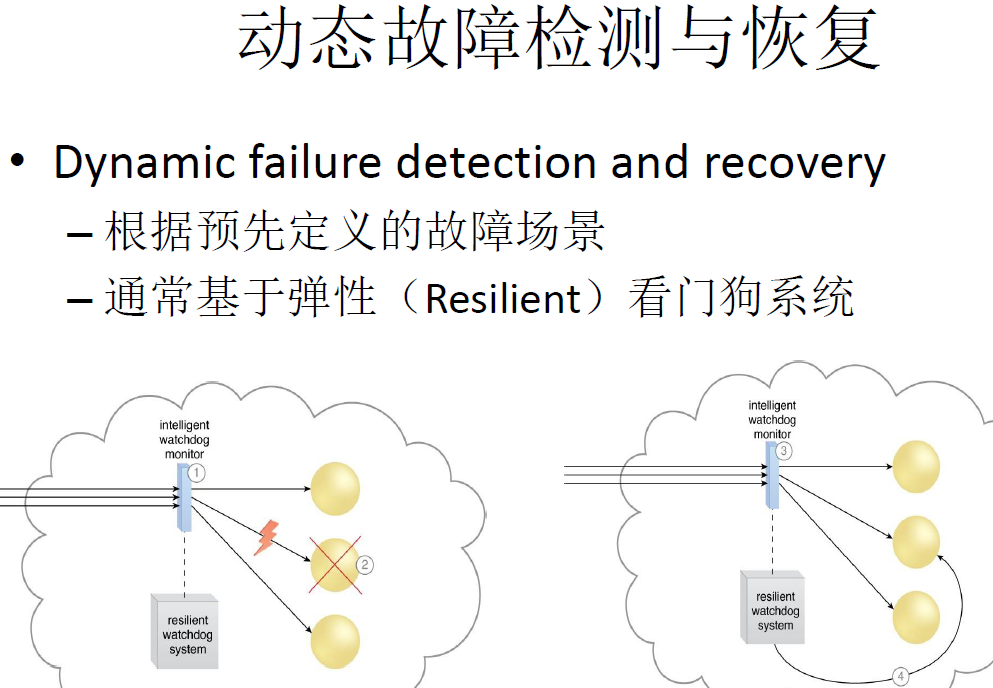 动态故障检测与恢复
• Dynamic failure detection and recovery
– 根据预先定义的故障场景
– 通常基于弹性（Resilient）看门狗系统
intelligent
watchdog
monitor
1
2
resilient
watchdog
system
intelligent
watchdog
monitor
3
resilient
watchdog
system
4